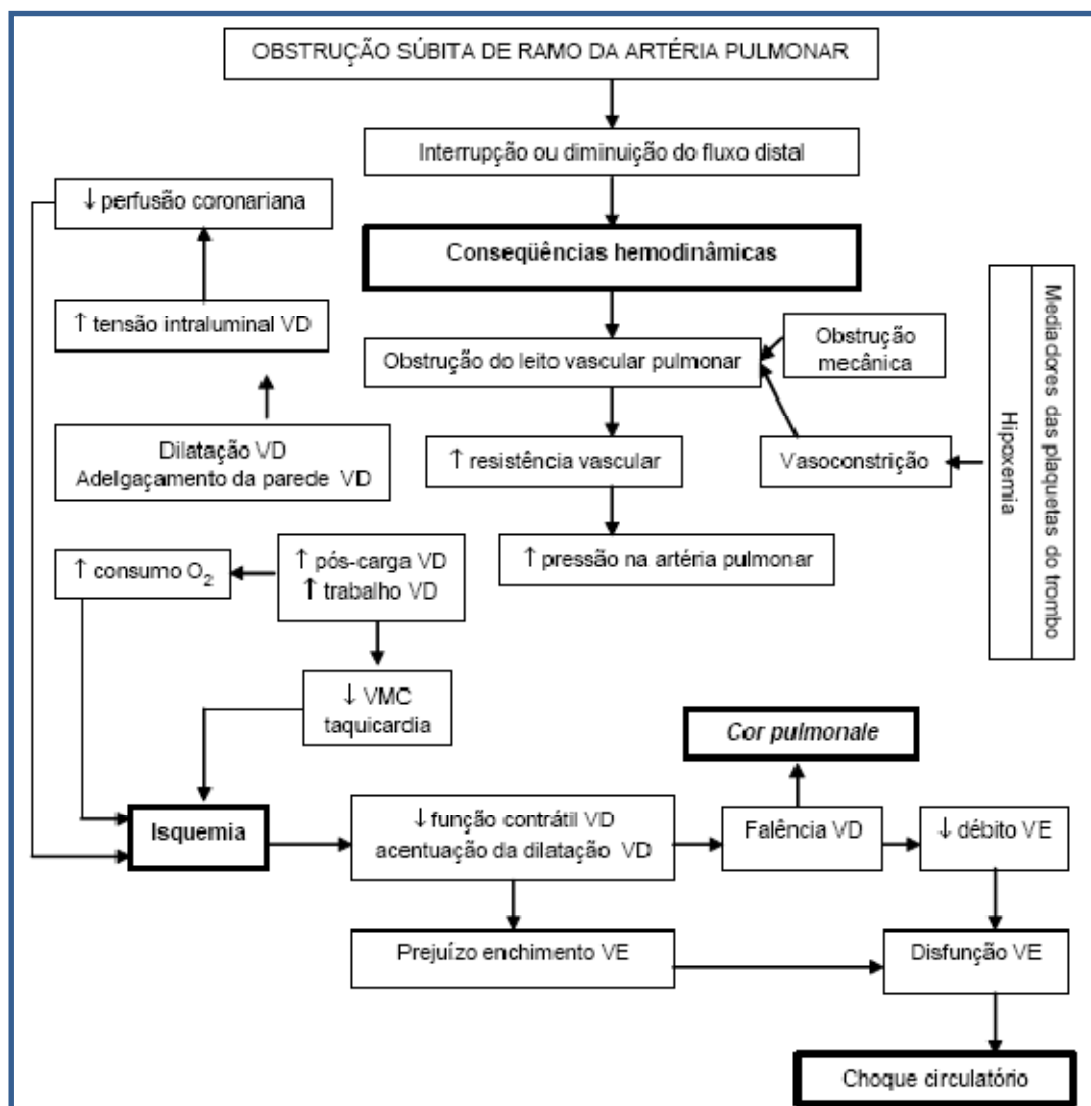 OBSTRUÇÃO SÚBITA DE RAMO DA ARTÉRIA PULMONAR
Interrupção ou diminuição do fluxo distal
↓ perfusão coronariana
Conseqüências hemodinâmicas
↑ tensão intraluminal VD
Obstrução do leito vascular pulmonar
Obstrução
mecânica
Mediadores das plaquetas do trombo
Hipoxemia
Dilatação VD
Adelgaçamento da parede VD
↑ resistência vascular
Vasoconstrição
↑ consumo O₂
↑ pós-carga VD
↑ trabalho VD
↑ pressão na artéria pulmonar
↓ VMC
taquicardia
Cor pulmonale
Isquemia
↓ função contrátil VD
acentuação da dilatação VD
Falência VD
↓ débito VE
Prejuízo enchimento VE
Disfunção VE
Choque circulatório